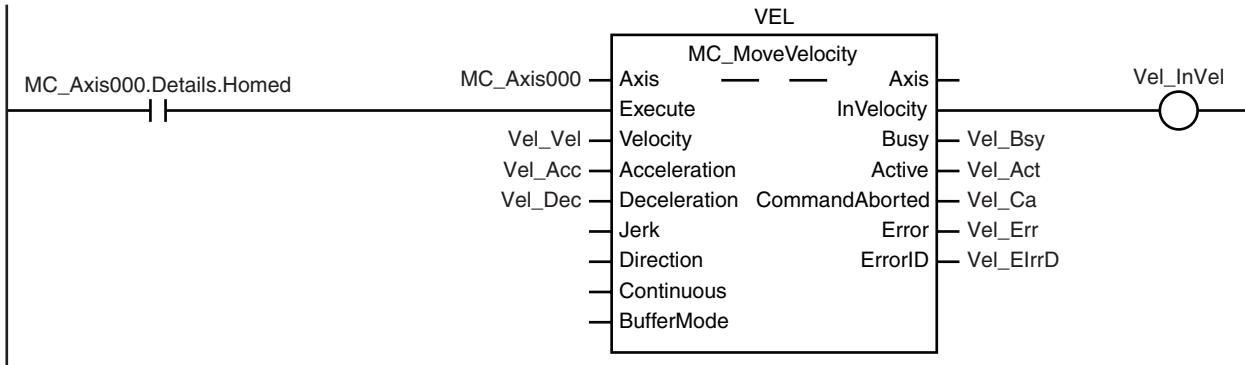 VEL
MC_MoveVelocity
MC_Axis000.Details.Homed
MC_Axis000 Axis Axis Vel_InVel
Execute InVelocity
Vel_Vel Velocity Busy Vel_Bsy
Vel_Acc Acceleration Active Vel_Act
Vel_Dec Deceleration CommandAborted Vel_Ca
Jerk Error Vel_Err
Direction ErrorID Vel_EIrrD
Continuous
BufferMode